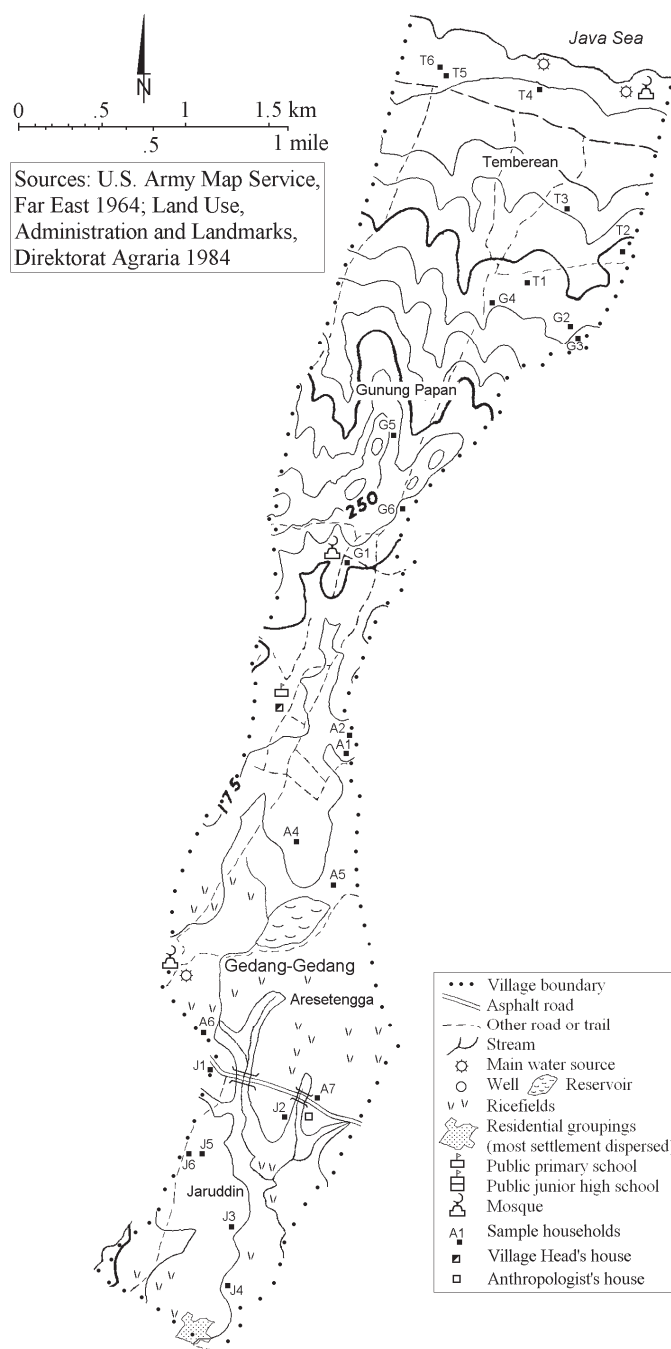 Java Sea
T6
T5
T4
N
0 .5 1 1.5 km
.5 1 mile
Temberean
Sources: U.S. Army Map Service,
Far East 1964; Land Use,
Administration and Landmarks,
Direktorat Agraria 1984
T3
T2
T1
G4
G2
G3
Gunung Papan
G5
250
G6
G1
A2
A1
175
A4
A5
Gedang-Gedang
Aresetengga
A6
J1
A7
J2
J5
J6
Jaruddin
J3
J4
Village boundary
Asphalt road
Other road or trail
Stream
Main water source
Well Reservoir
Ricefields
Residential groupings
(most settlement dispersed
Public primary school
Public junior high school
Mosque
A1 Sample households
Village Head's house
Anthropologist's house